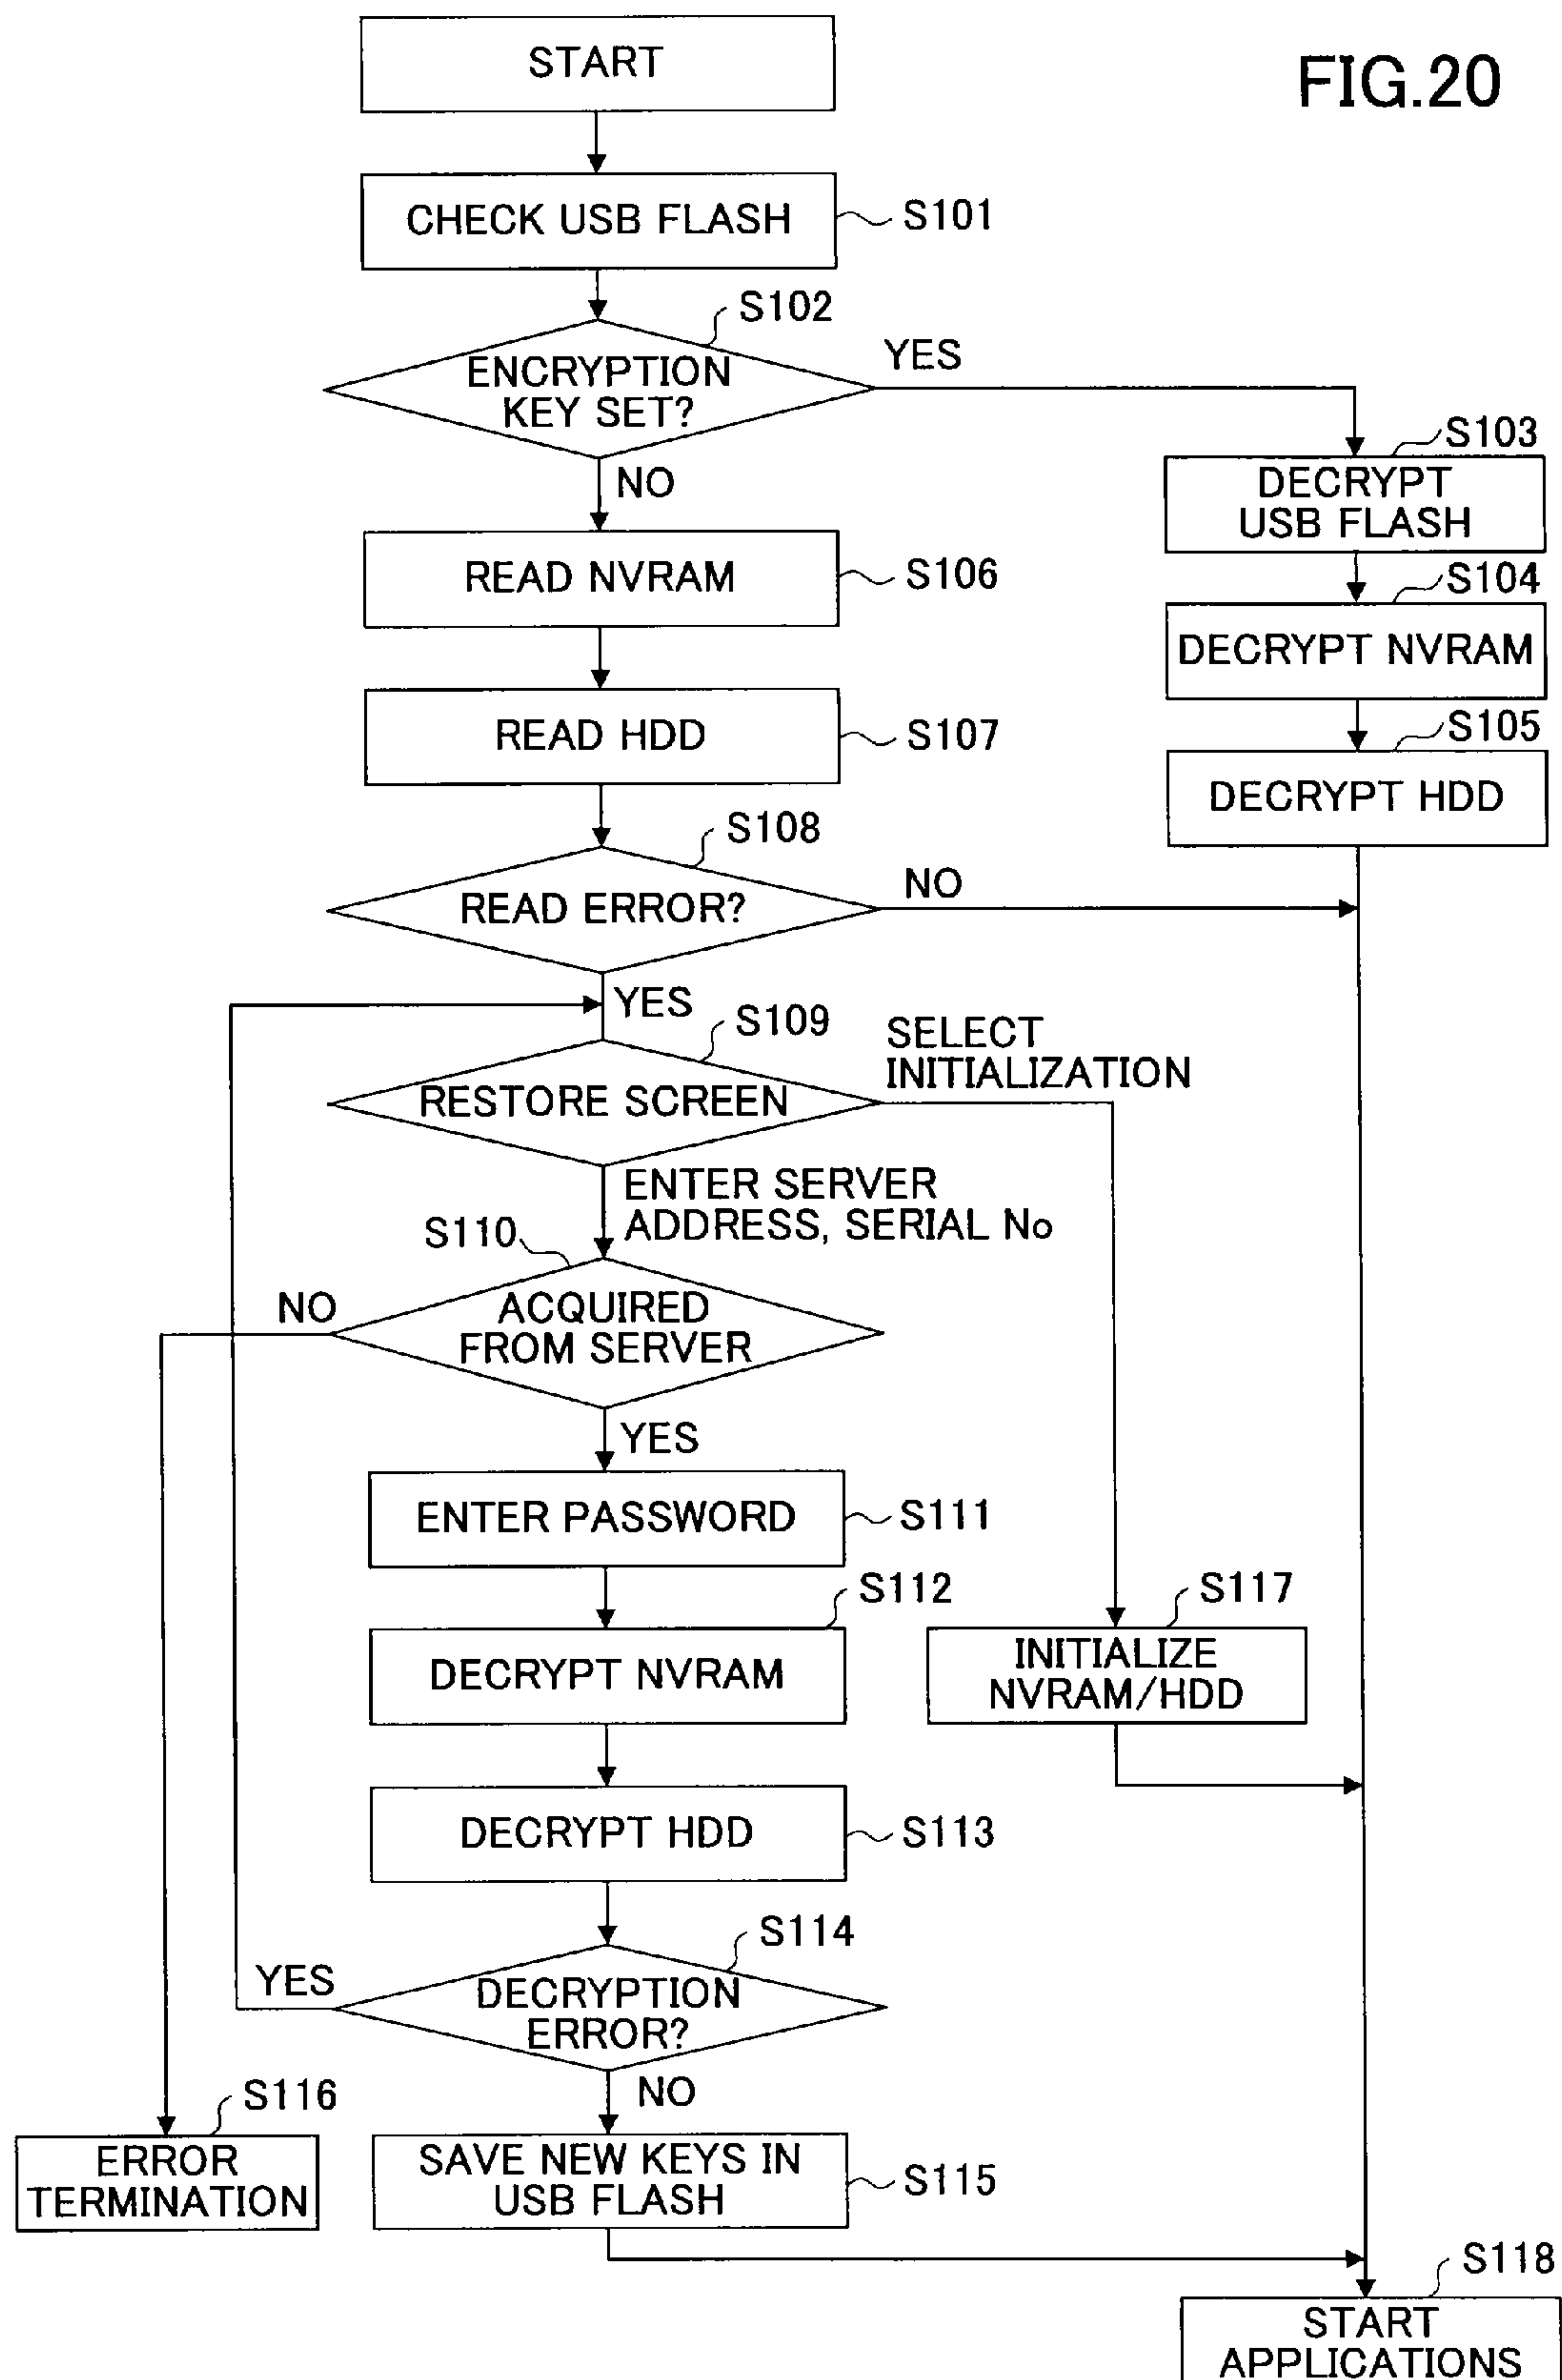 FIG.20
START
CHECK USB FLASH
S101
S102
ENCRYPTION
KEY SET?
YES
NO
S103
DECRYPT
USB FLASH
S104
DECRYPT NVRAM
S105
DECRYPT HDD
READ NVRAM
S106
READ HDD
S107
S108
READ ERROR?
NO
YES
S109
RESTORE SCREEN
SELECT
INITIALIZATION
ENTER SERVER
ADDRESS, SERIAL No
S110
ACQUIRED
FROM SERVER
NO
YES
ENTER PASSWORD
S111
S112
DECRYPT NVRAM
S117
INITIALIZE
NVRAM/HDD
DECRYPT HDD
S113
S114
DECRYPTION
ERROR?
YES
NO
S116
ERROR
TERMINATION
SAVE NEW KEYS IN
USB FLASH
S115
S118
START
APPLICATIONS